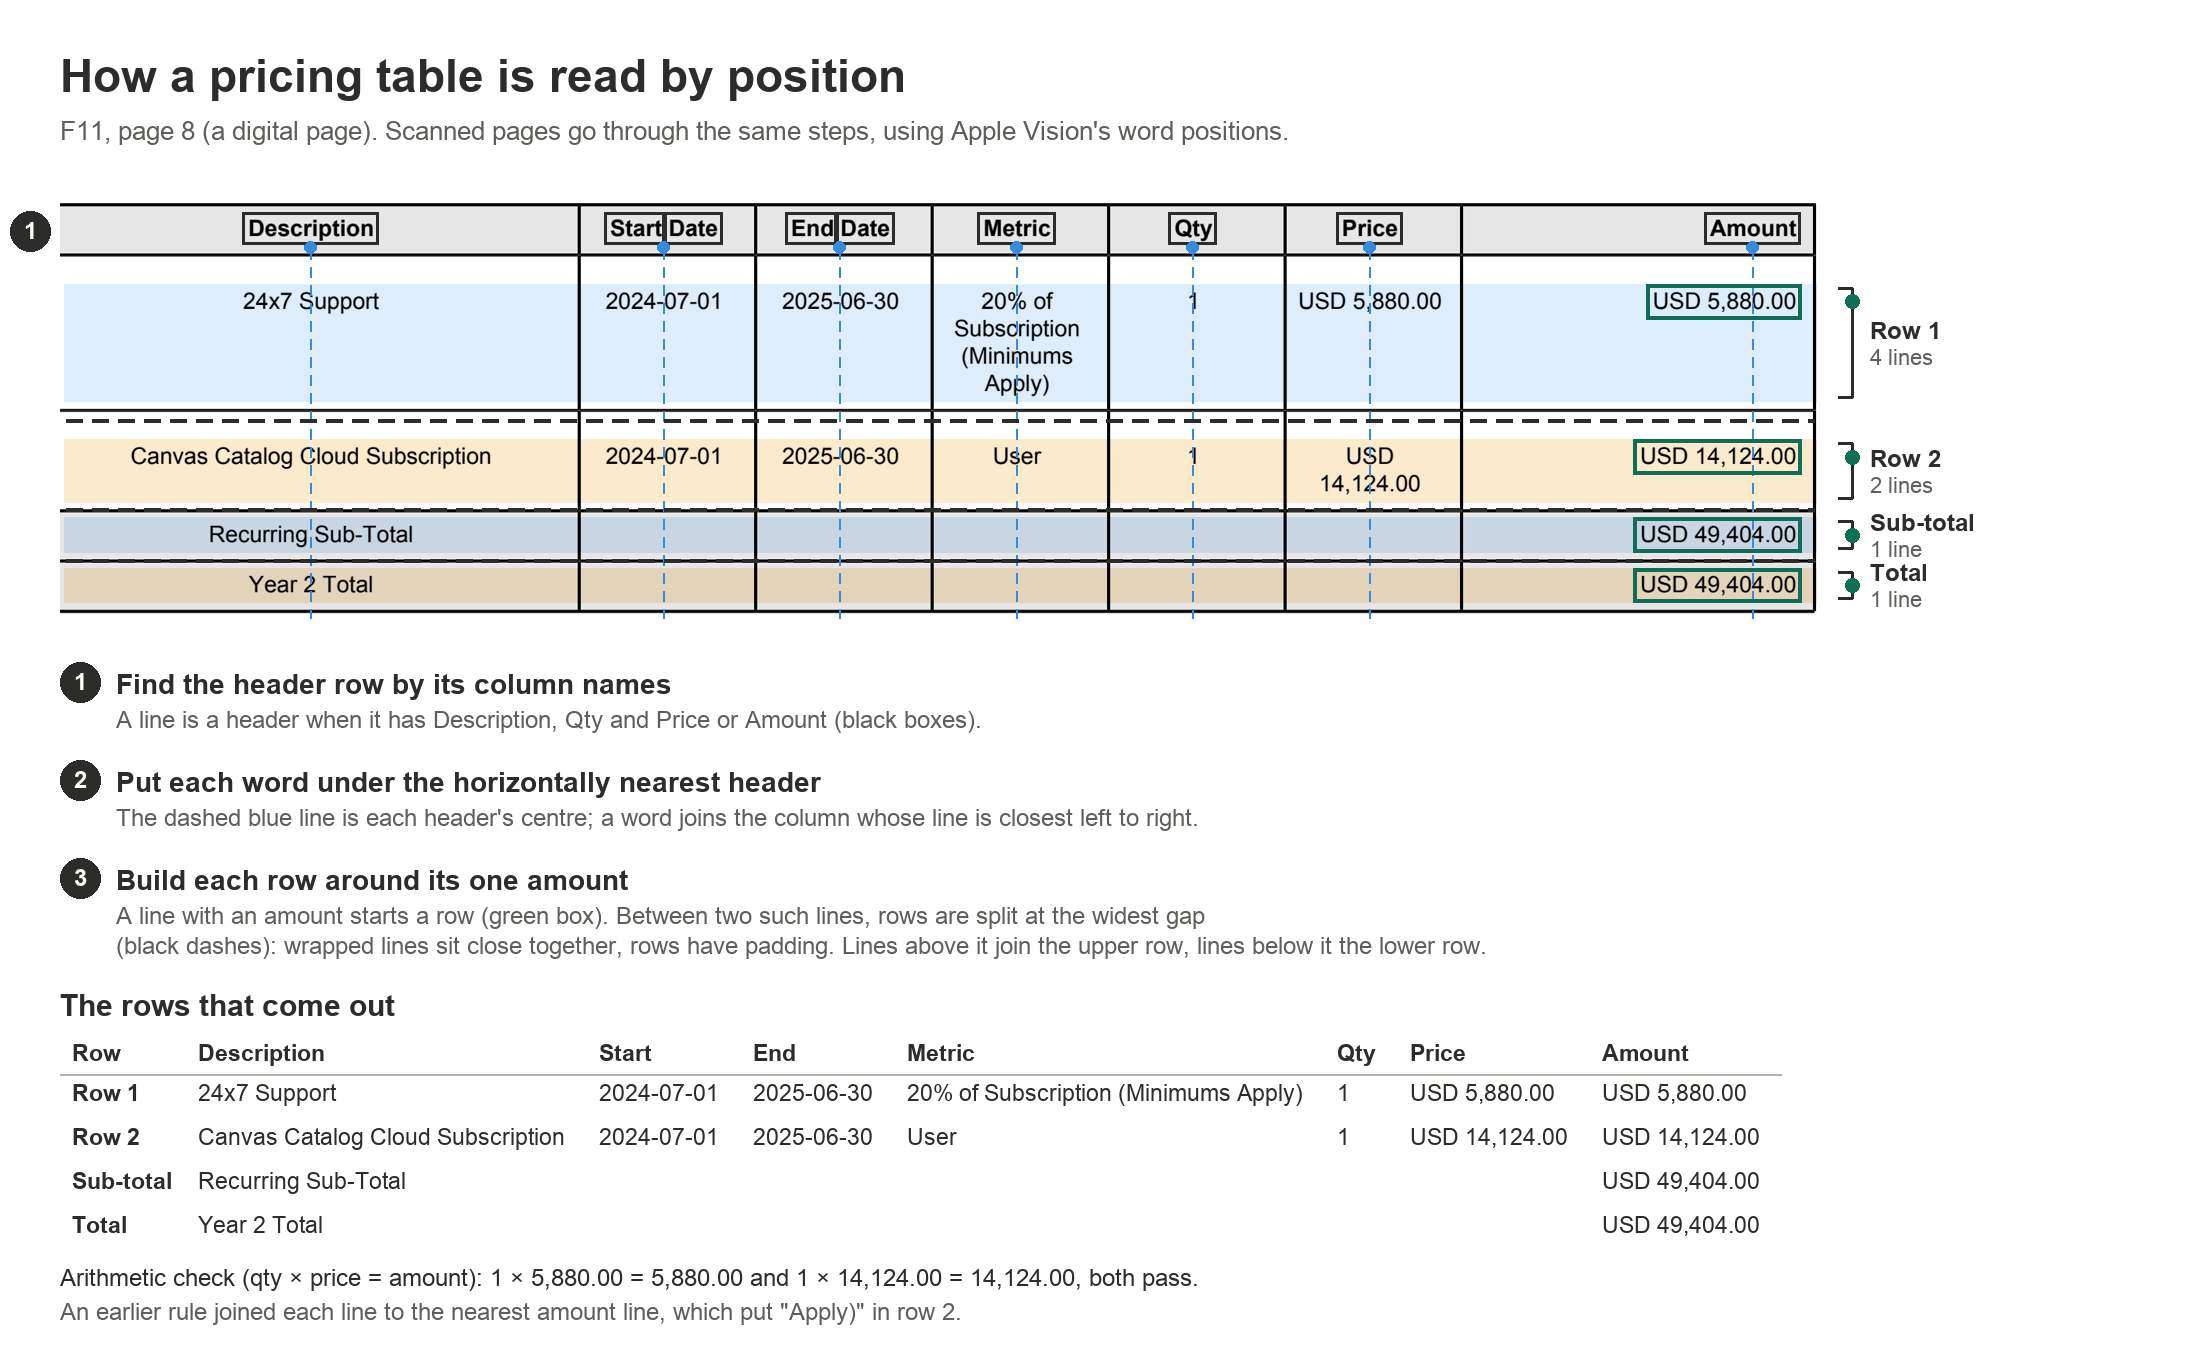 How a pricing table is read by position
F11, page 8 (a digital page). Scanned pages go through the same steps, using Apple Vision's word positions.
1 Description Start Date End Date Metric Qty Price Amount
24x7 Support 2024-07-01 2025-06-30 20% of 1 USD 5,880.00 USD 5,880.00
Subscription
(Minimums
Apply)
Row 1
4 lines
Canvas Catalog Cloud Subscription 2024-07-01 2025-06-30 User 1 USD USD 14,124.00
14,124.00
Row 2
2 lines
Recurring Sub-Total USD 49,404.00
Sub-total
1 line
Year 2 Total USD 49,404.00
Total
1 line
1 Find the header row by its column names
A line is a header when it has Description, Qty and Price or Amount (black boxes).
2 Put each word under the horizontally nearest header
The dashed blue line is each header's centre; a word joins the column whose line is closest left to right.
3 Build each row around its one amount
A line with an amount starts a row (green box). Between two such lines, rows are split at the widest gap
(black dashes): wrapped lines sit close together, rows have padding. Lines above it join the upper row, lines below it the lower row.
The rows that come out
Row Description Start End Metric Qty Price Amount
Row 1 24x7 Support 2024-07-01 2025-06-30 20% of Subscription (Minimums Apply) 1 USD 5,880.00 USD 5,880.00
Row 2 Canvas Catalog Cloud Subscription 2024-07-01 2025-06-30 User 1 USD 14,124.00 USD 14,124.00
Sub-total Recurring Sub-Total USD 49,404.00
Total Year 2 Total USD 49,404.00
Arithmetic check (qty × price = amount): 1 × 5,880.00 = 5,880.00 and 1 × 14,124.00 = 14,124.00, both pass.
An earlier rule joined each line to the nearest amount line, which put "Apply)" in row 2.